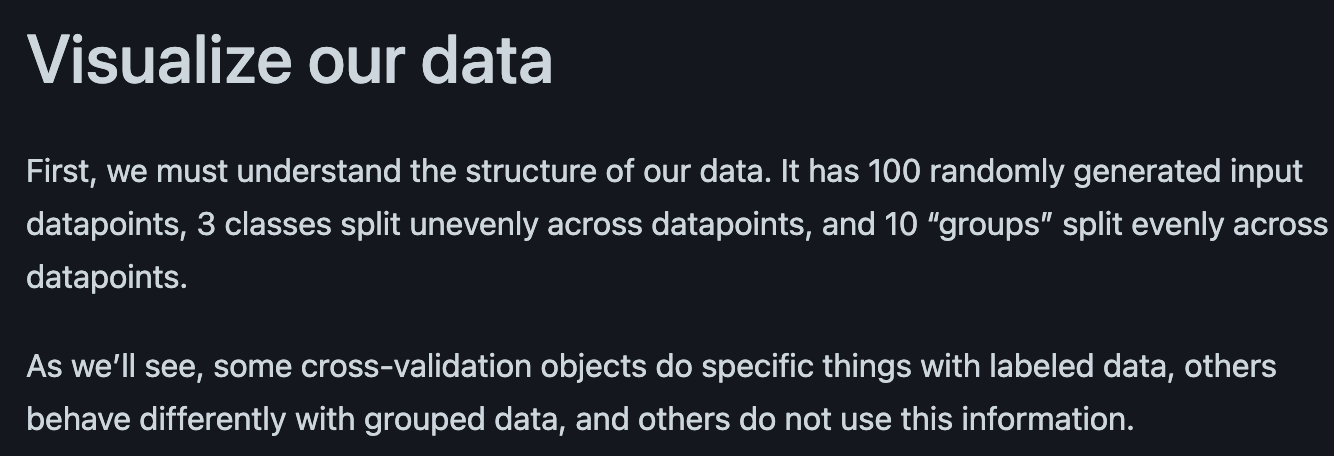 Visualize our data
First, we must understand the structure of our data. It has 100 randomly generated input
datapoints, 3 classes split unevenly across datapoints, and 10 “groups” split evenly across
datapoints.
As we’ll see, some cross-validation objects do specific things with labeled data, others
behave differently with grouped data, and others do not use this information.